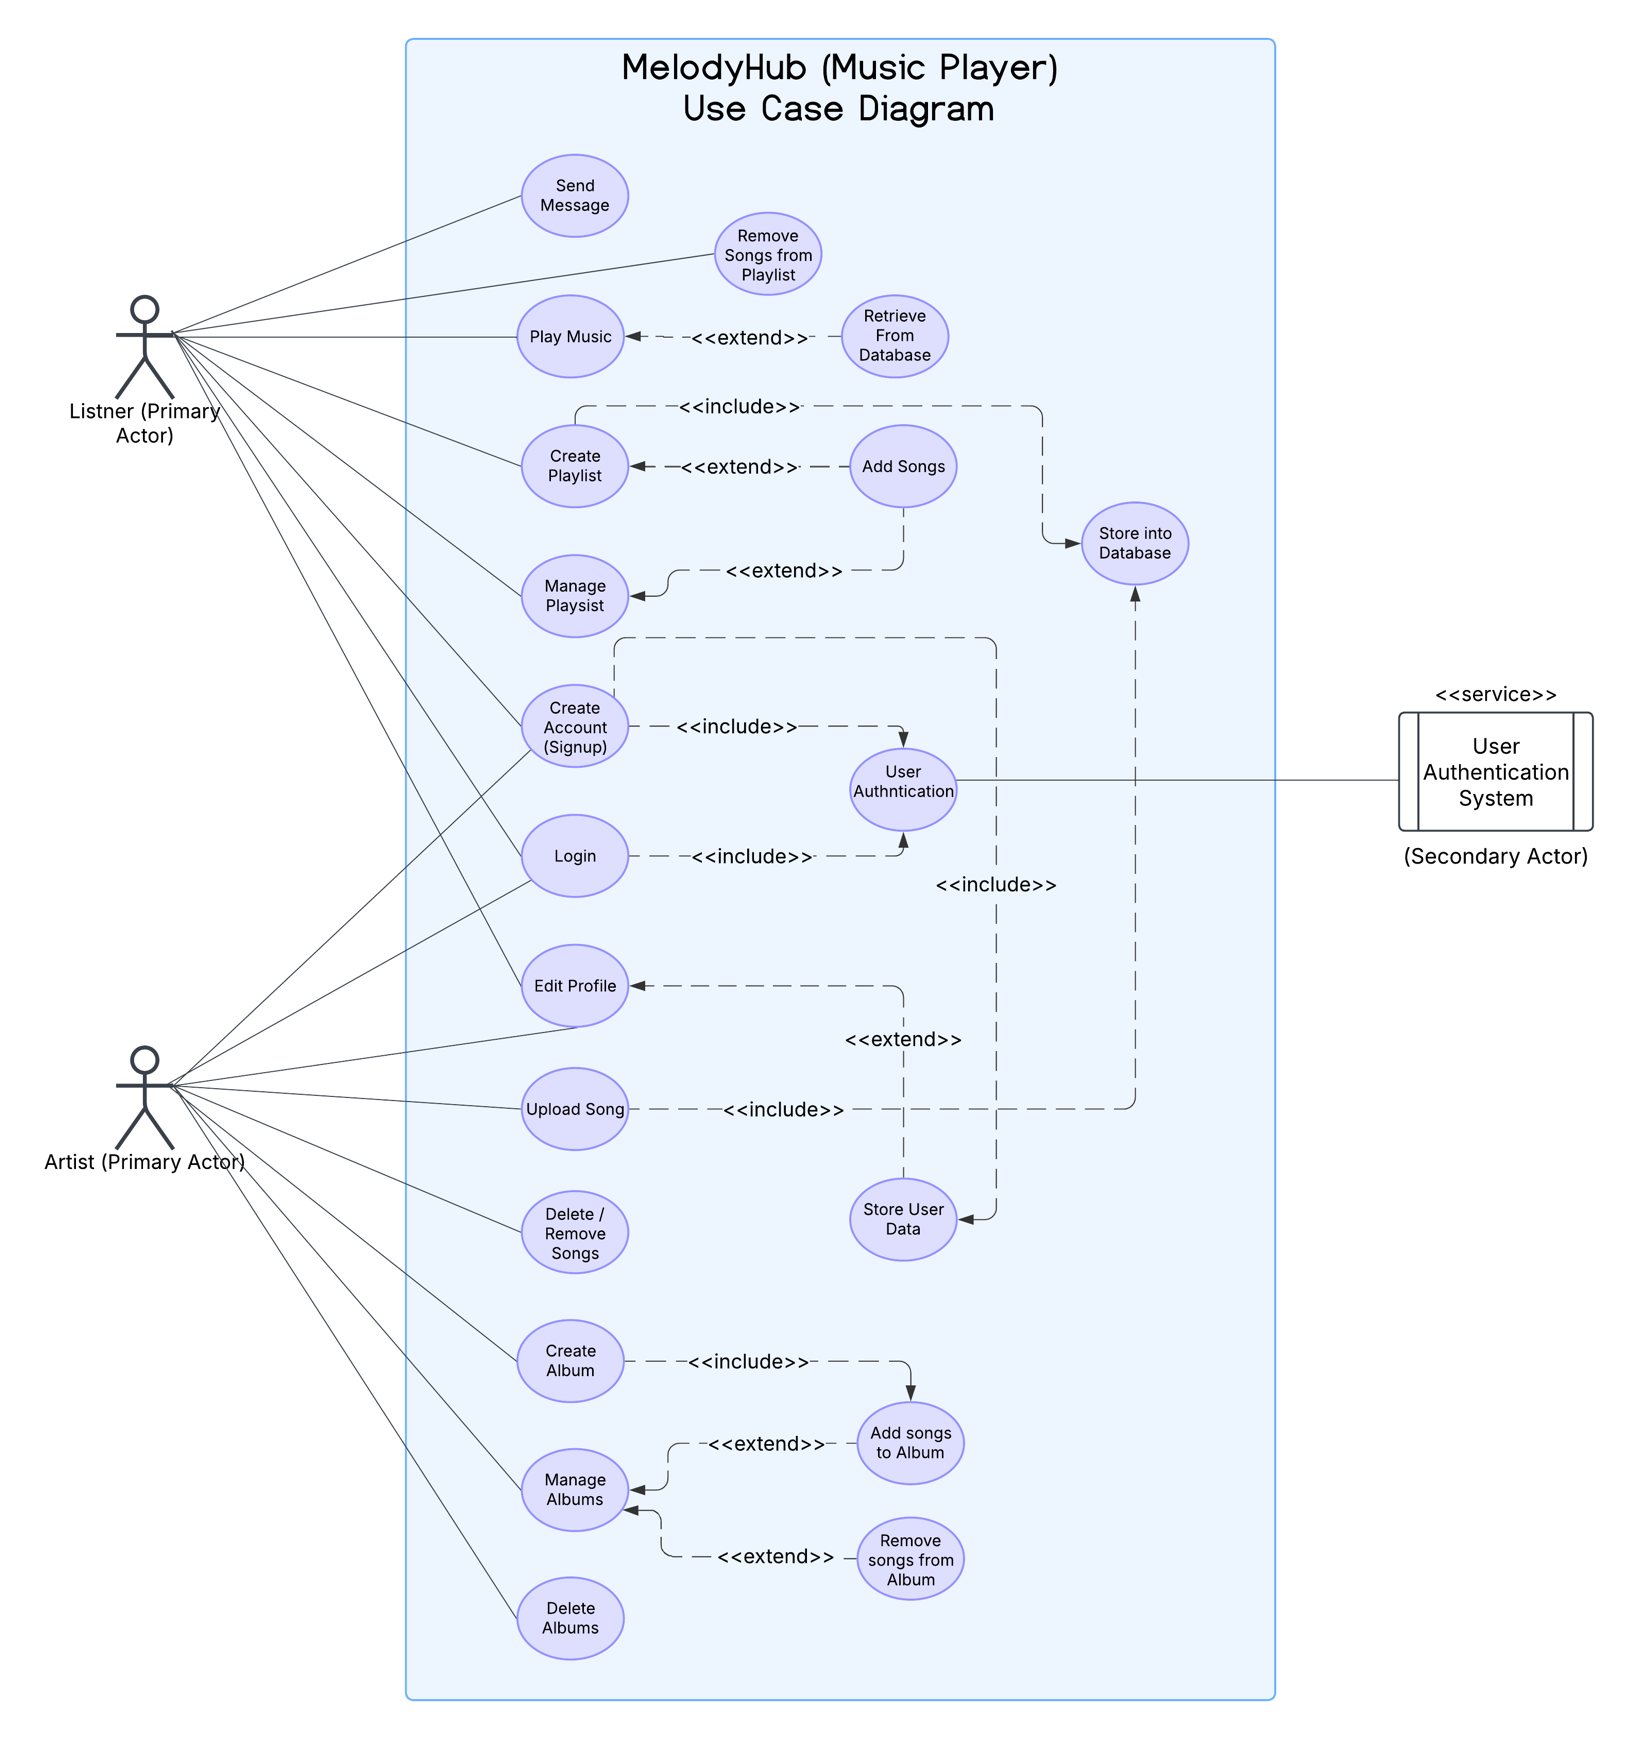 MelodyHub (Music Player)
Use Case Diagram
Send
Message
Remove
Songs from
Playlist
Play Music
<<extend>>
Retrieve
From
Database
Listner (Primary
Actor)
<<include>>
Create
Playlist
<<extend>>
Add Songs
Store into
Database
Manage
Playsist
<<extend>>
Create
Account
(Signup)
<<include>>
User
Authntication
<<service>>
User
Authentication
System
(Secondary Actor)
Login
<<include>>
<<include>>
Edit Profile
<<extend>>
Upload Song
<<include>>
Artist (Primary Actor)
Delete /
Remove
Songs
Store User
Data
Create
Album
<<include>>
Add songs
to Album
<<extend>>
Manage
Albums
<<extend>>
Remove
songs from
Album
Delete
Albums